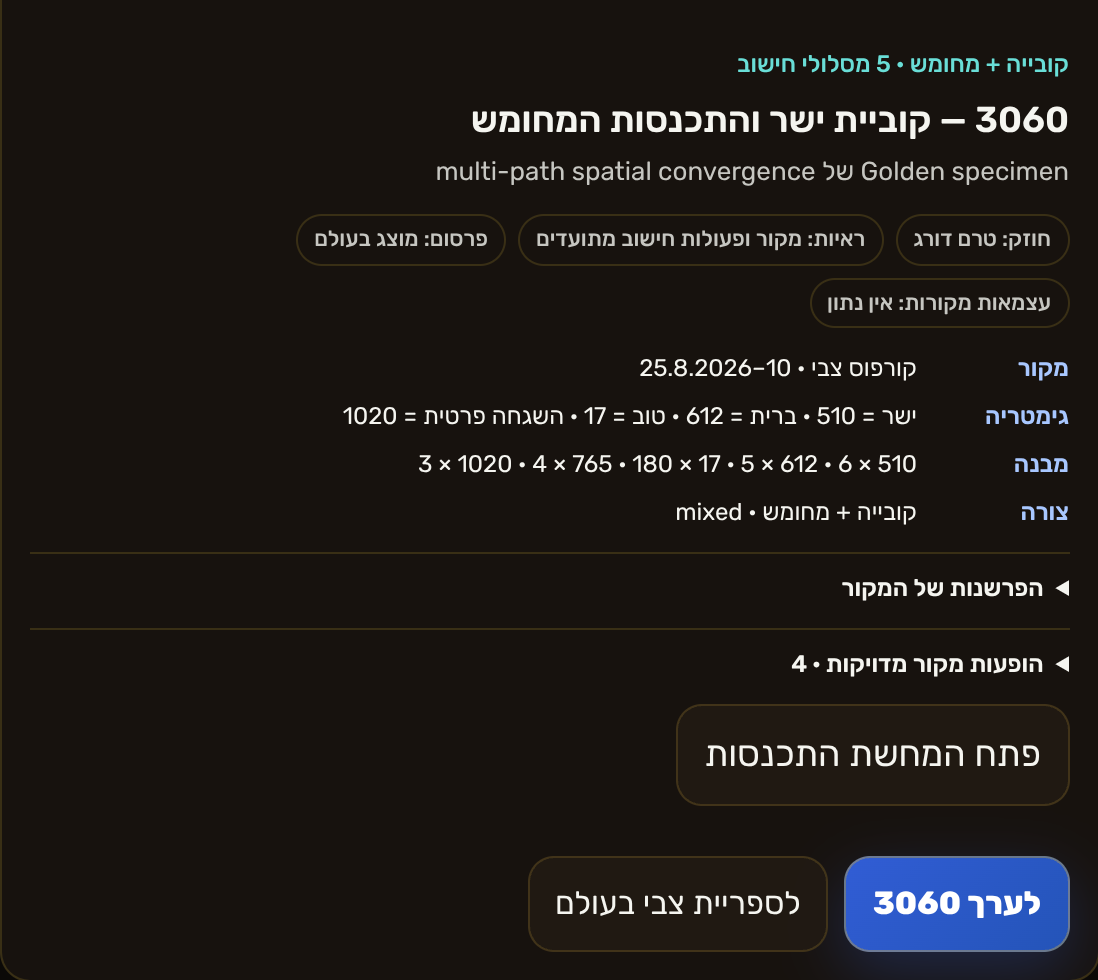 קובייה + מחומש • 5 מסלולי חישוב
3060 — קוביית ישר והתכנסות המחומש
Golden specimen של multi-path spatial convergence
חוזק: טרם דורג
ראיות: מקור ופעולות חישוב מתועדים
פרסום: מוצג בעולם
עצמאות מקורות: אין נתון
מקור קורפוס צבי • 10–25.8.2026
גימטריה ישר = 510 • ברית = 612 • טוב = 17 • השגחה פרטית = 1020
מבנה 510 × 6 • 612 × 5 • 17 × 180 • 765 × 4 • 1020 × 3
צורה קובייה + מחומש • mixed
◀ הפרשנות של המקור
◀ הופעות מקור מדויקות • 4
פתח המחשת התכנסות
לערך 3060
לספריית צבי בעולם